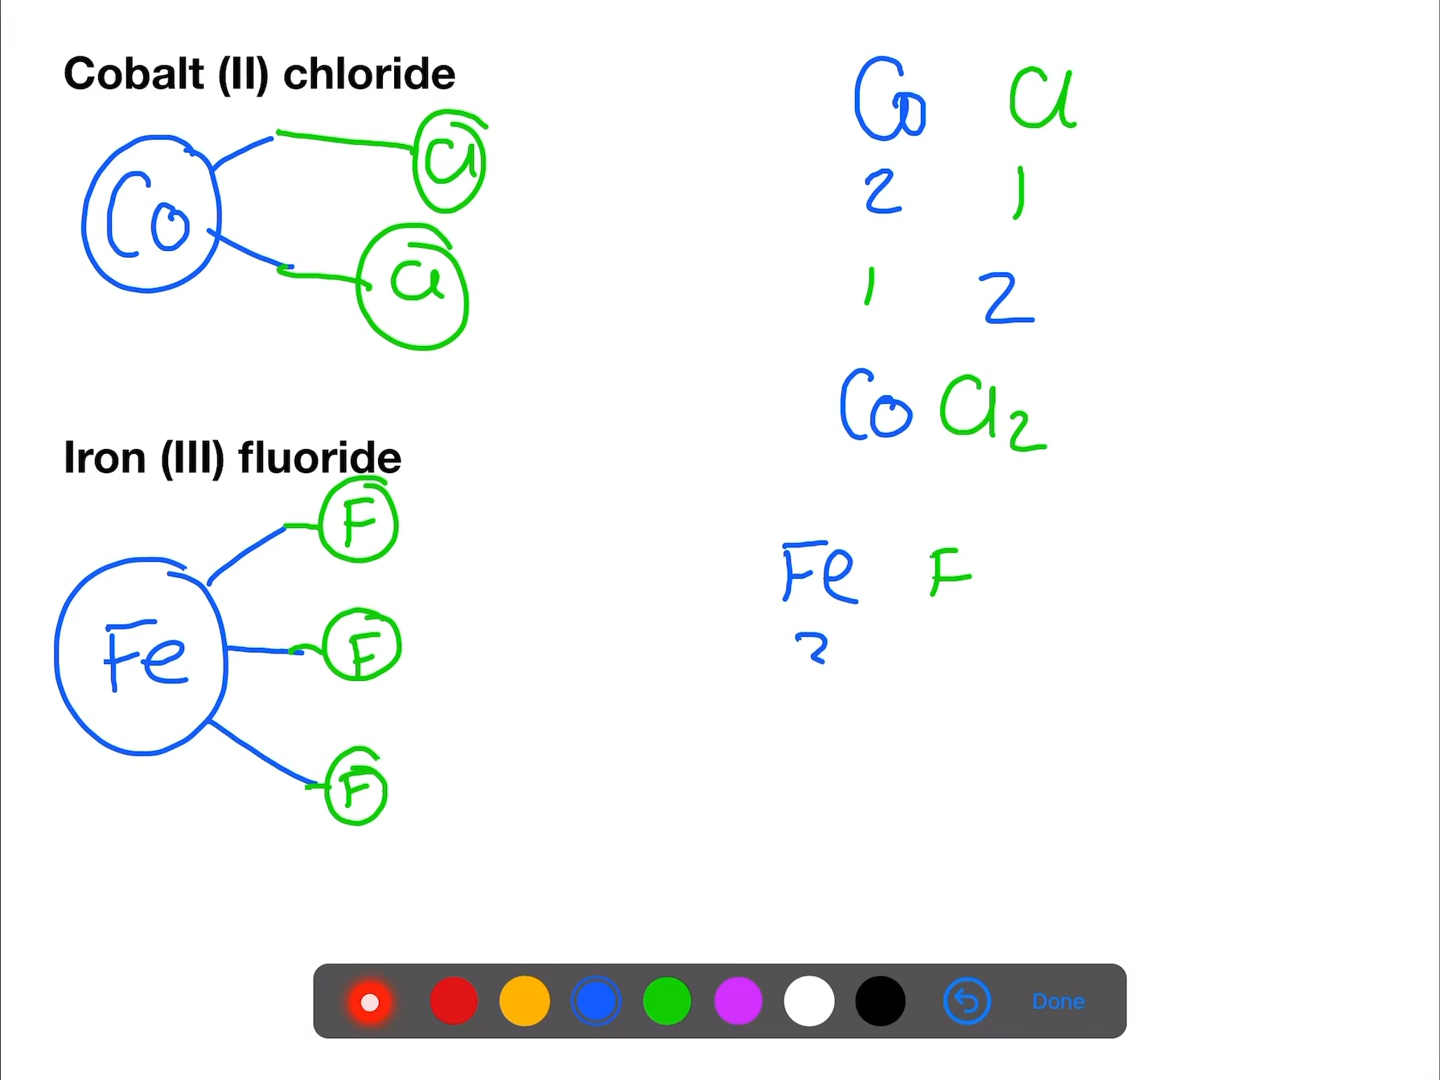 Cobalt (II) chloride
Co
Cl
Cl
Co Cl
2 1
1 2
CoCl2
Iron (III) fluoride
Fe
F
F
F
Fe F
Done